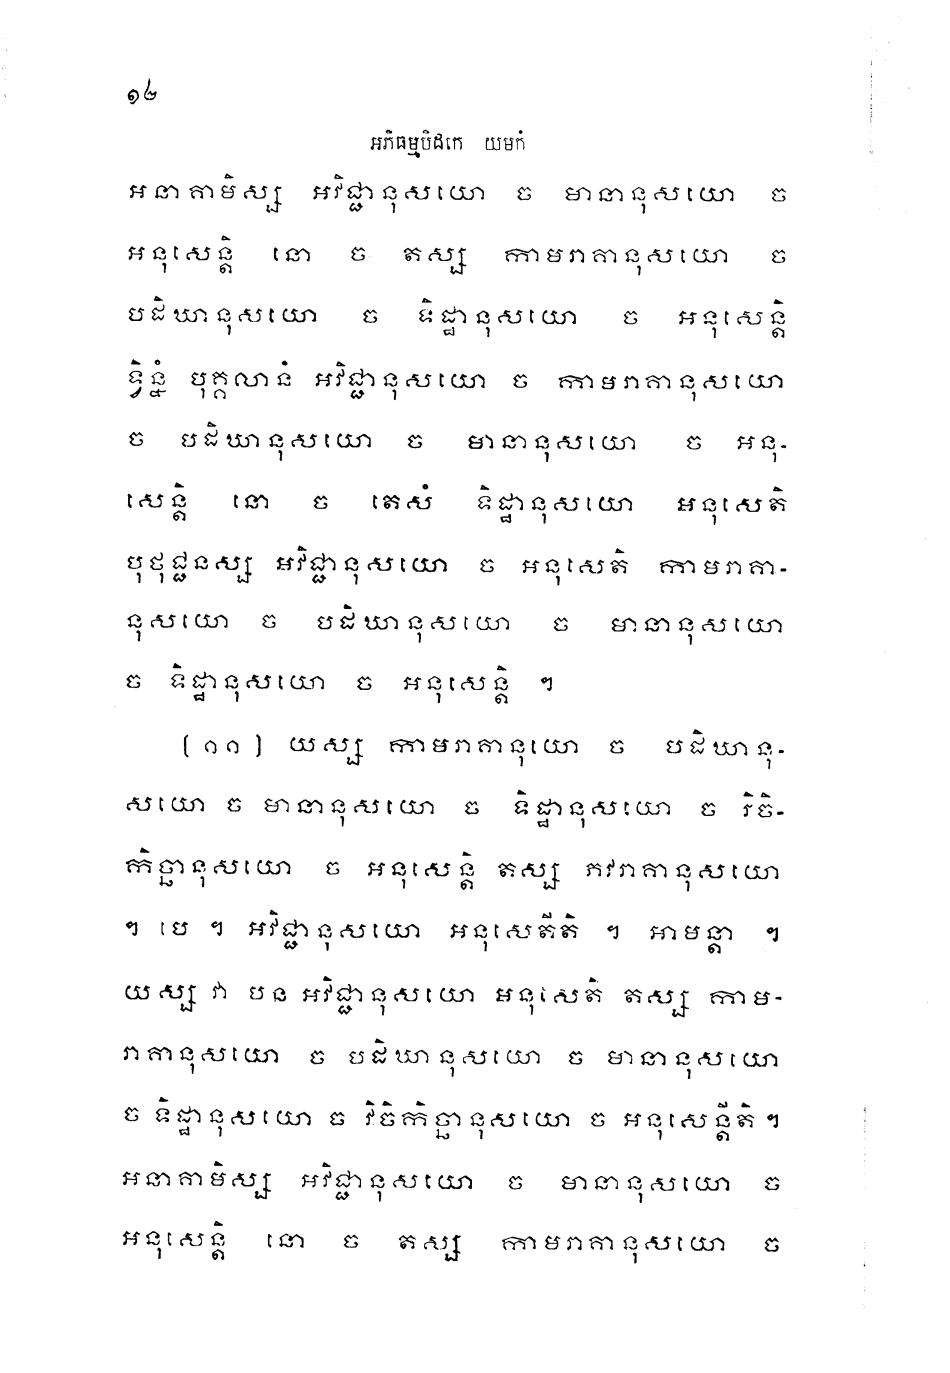 ១២
អភិធម្មបិដកេ យមកំ
អនាគាមិស្ស អវិជ្ជានុសយោ ច មានានុសយោ ច
អនុសេន្តិ នោ ច តស្ស កាមរាគានុសយោ ច
បដិឃានុសយោ ច ទិដ្ឋានុសយោ ច អនុសេន្តិ
ទ្វិន្នំ បុគ្គលានំ អវិជ្ជានុសយោ ច កាមរាគានុសយោ
ច បដិឃានុសយោ ច មានានុសយោ ច អនុ-
សេន្តិ នោ ច តេសំ ទិដ្ឋានុសយោ អនុសេតិ
បុថុជ្ជនស្ស អវិជ្ជានុសយោ ច អនុសេតិ កាមរាគា-
នុសយោ ច បដិឃានុសយោ ច មានានុសយោ
ច ទិដ្ឋានុសយោ ច អនុសេន្តិ ។
[១១] យស្ស កាមរាគានុយោ ច បដិឃានុ-
សយោ ច មានានុសយោ ច ទិដ្ឋានុសយោ ច វិចិ-
កិច្ឆានុសយោ ច អនុសេន្តិ តស្ស ភវរាគានុសយោ
។ បេ ។ អវិជ្ជានុសយោ អនុសេតីតិ ។ អាមន្តា ។
យស្ស វា បន អវិជ្ជានុសយោ អនុសេតិ តស្ស កាម-
រាគានុសយោ ច បដិឃានុសយោ ច មានានុសយោ
ច ទិដ្ឋានុសយោ ច វិចិកិច្ឆានុសយោ ច អនុសេន្តីតិ។
អនាគាមិស្ស អវិជ្ជានុសយោ ច មានានុសយោ ច
អនុសេន្តិ នោ ច តស្ស កាមរាគានុសយោ ច